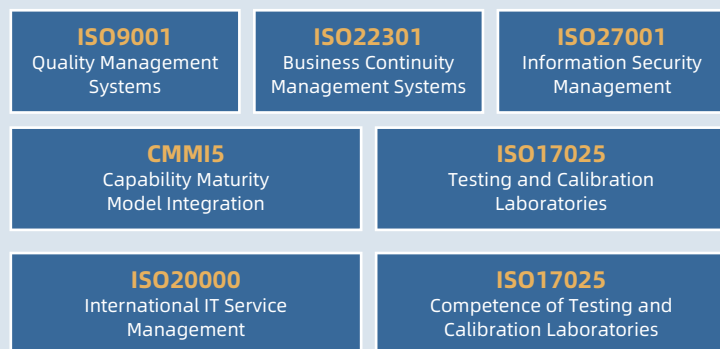 ISO9001
Quality Management
Systems
ISO22301
Business Continuity
Management Systems
ISO27001
Information Security
Management
CMMI5
Capability Maturity
Model Integration
ISO17025
Testing and Calibration
Laboratories
ISO20000
International IT Service
Management
ISO17025
Competence of Testing and
Calibration Laboratories